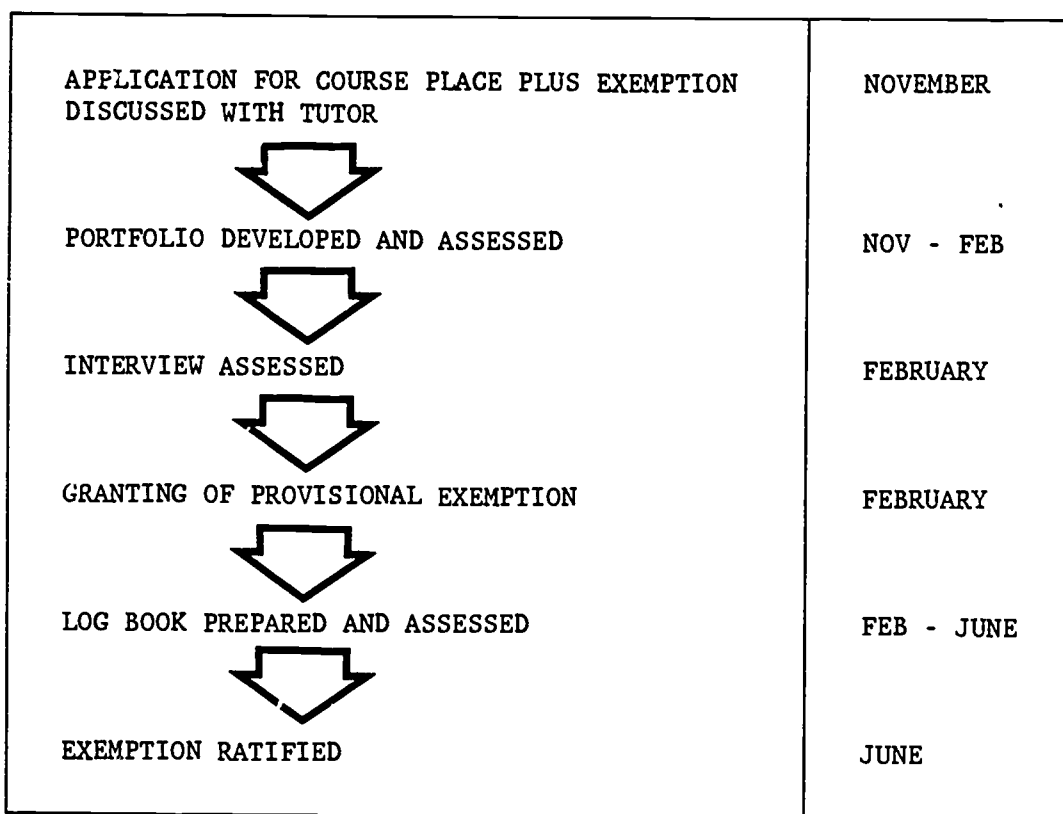 APPLICATION FOR COURSE PLACE PLUS EXEMPTION
DISCUSSED WITH TUTOR
NOVEMBER
PORTFOLIO DEVELOPED AND ASSESSED
NOV - FEB
INTERVIEW ASSESSED
FEBRUARY
GRANTING OF PROVISIONAL EXEMPTION
FEBRUARY
LOG BOOK PREPARED AND ASSESSED
FEB - JUNE
EXEMPTION RATIFIED
JUNE